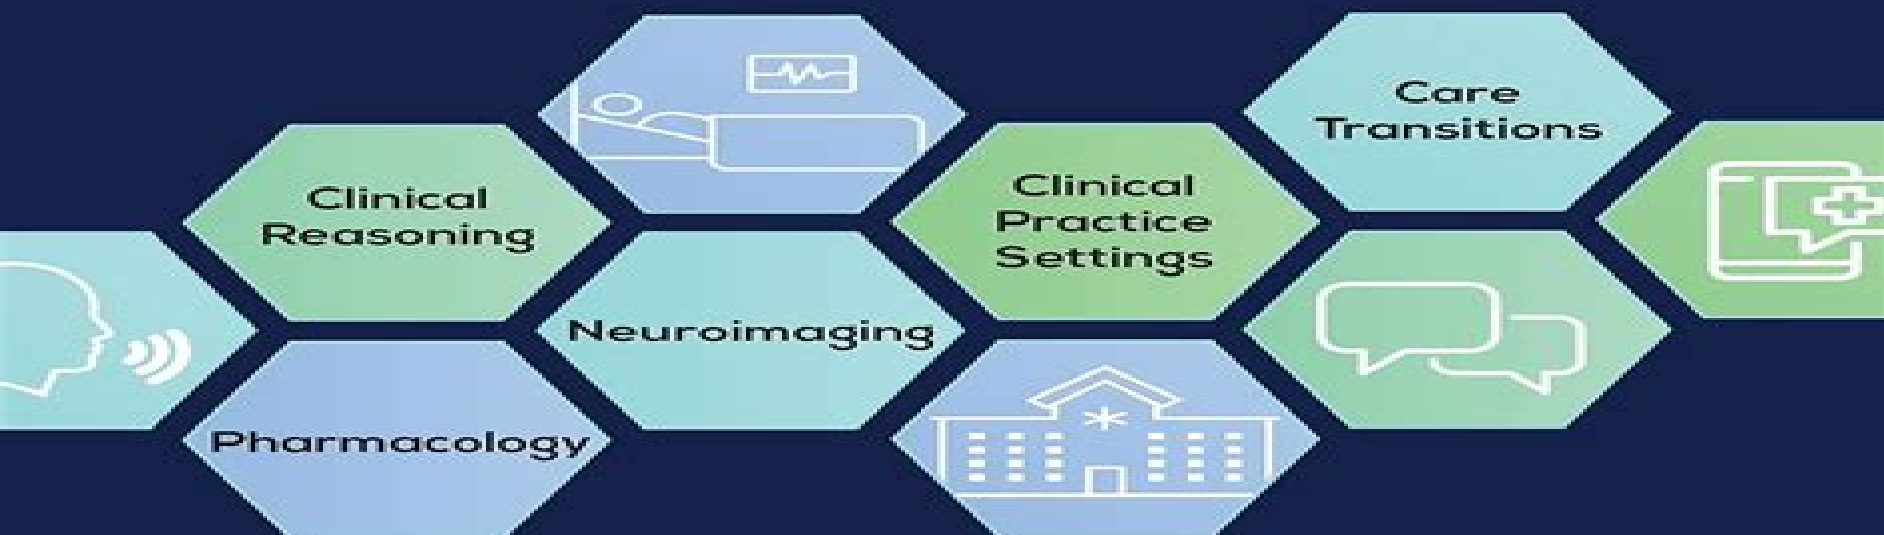 Clinical
Reasoning
Pharmacology
Neuroimaging
Clinical
Practice
Settings
Care
Transitions